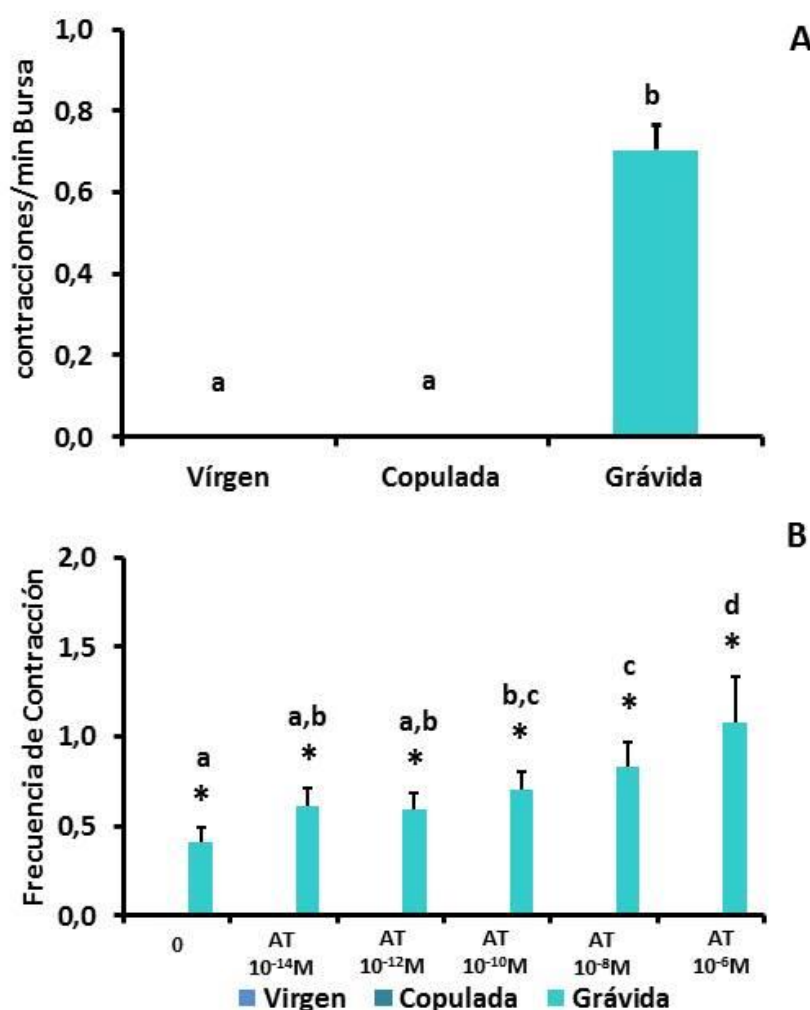 A
contracciones/min Bursa
1,0
0,8
0,6
0,4
0,2
0,0
a
a
b
Vírgen
Copulada
Grávida
B
Frecuencia de Contracción
2,0
1,5
1,0
0,5
0,0
a
*
a,b
*
a,b
*
b,c
*
c
*
d
*
0
AT
10⁻¹⁴M
AT
10⁻¹²M
AT
10⁻¹⁰M
AT
10⁻⁸M
AT
10⁻⁶M
Virgen
Copulada
Grávida